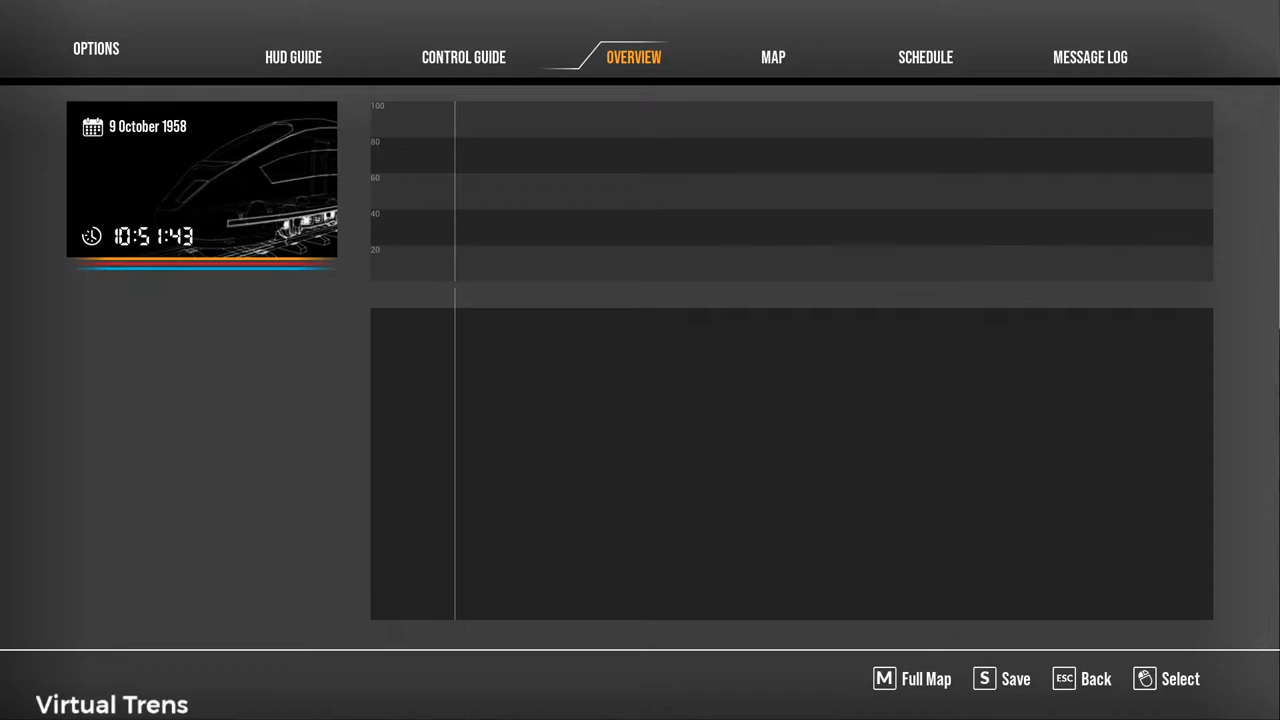 OPTIONS
HUD GUIDE
CONTROL GUIDE
OVERVIEW
MAP
SCHEDULE
MESSAGE LOG
9 October 1958
10:51:43
100
80
60
40
20
M Full Map
S Save
ESC Back
Select
Virtual Trens